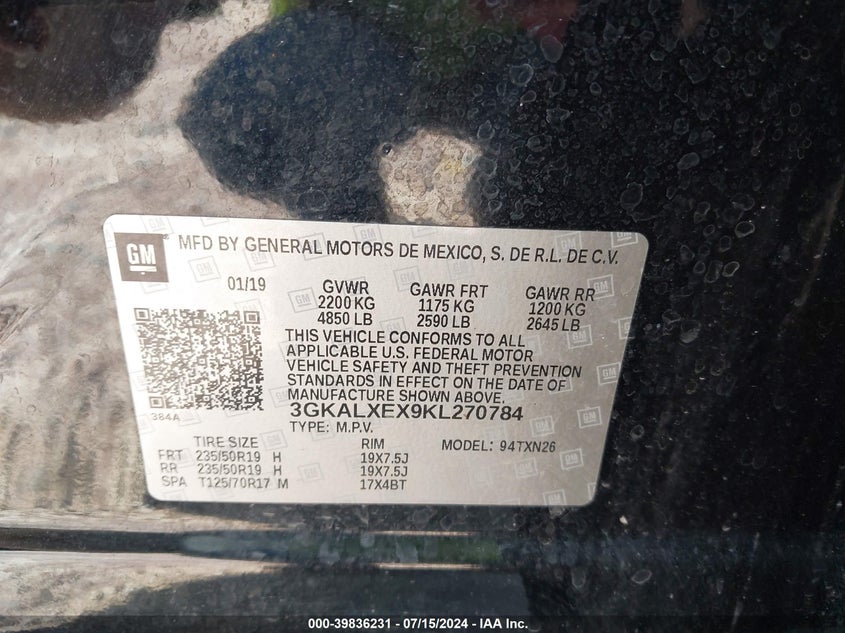 GM MFD BY GENERAL MOTORS DE MEXICO, S. DE R.L. DE C.V.
01/19 GVWR GAWR FRT GAWR RR
2200 KG 1175 KG 1200 KG
4850 LB 2590 LB 2645 LB
THIS VEHICLE CONFORMS TO ALL
APPLICABLE U.S. FEDERAL MOTOR
VEHICLE SAFETY AND THEFT PREVENTION
STANDARDS IN EFFECT ON THE DATE OF
MANUFACTURE SHOWN ABOVE.
384A 3GKALXEX9KL270784
TYPE: M.P.V.
TIRE SIZE RIM MODEL: 94TXN26
FRT 235/50R19 H 19X7.5J
RR 235/50R19 H 19X7.5J
SPA T125/70R17 M 17X4BT
000-39836231 - 07/15/2024 - IAA Inc.